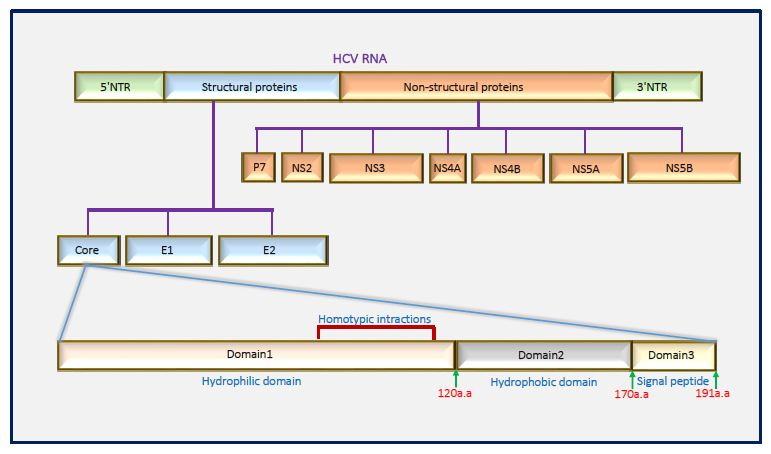 HCV RNA
5'NTR Structural proteins Non-structural proteins 3'NTR
P7 NS2 NS3 NS4A NS4B NS5A NS5B
Core E1 E2
Homotypic intractions
Domain1 Domain2 Domain3
Hydrophilic domain Hydrophobic domain Signal peptide
120a.a 170a.a 191a.a